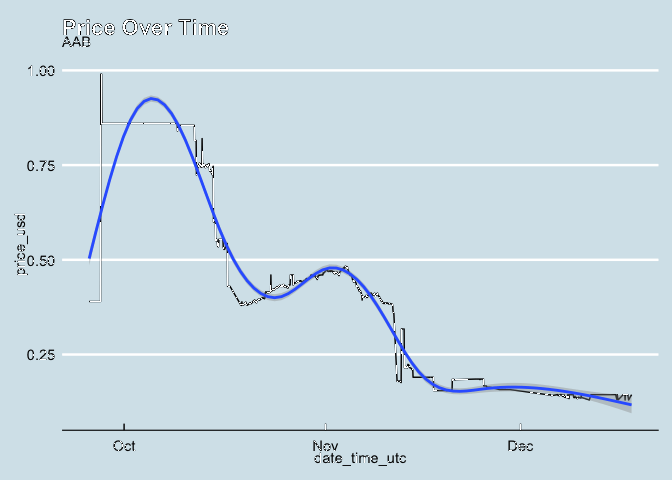 Price Over Time
AAB
1.00
0.75
0.50
0.25
price_usd
Oct
Nov
Dec
date_time_utc